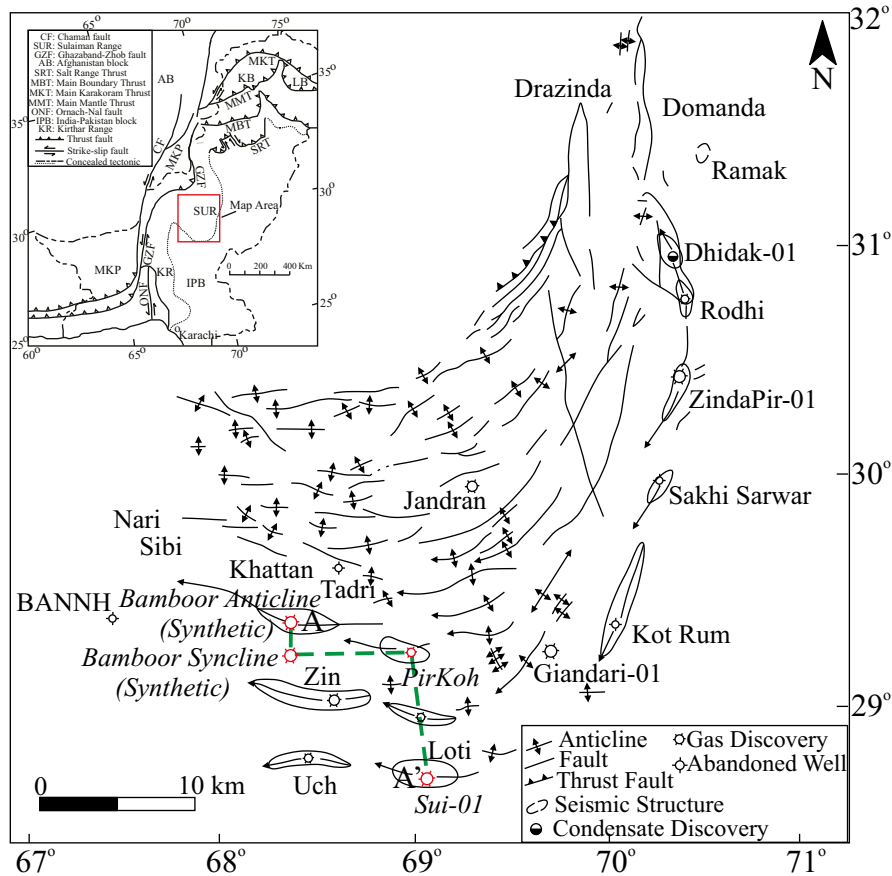 65° 70° 75°
CF: Chaman fault
SUR: Sulaiman Range
GZF: Ghazaband-Zhob fault
AB: Afghanistan block
SRT: Salt Range Thrust
MBT: Main Boundary Thrust
MKT: Main Karakoram Thrust
MMT: Main Mantle Thrust
ONF: Ornach-Nal fault
IPB: India-Pakistan block
KR: Kirthar Range
Thrust fault
Strike-slip fault
Concealed tectonic
AB
MKT
KB
LB
MMT
MBT
SRT
CF
MKP
GZF
SUR
Map Area
GZF
MKP
KR
IPB
ONF
Karachi
0 200 400 Km
35°
35°
30°
30°
25°
25°
60° 65° 70°
32°
N
Drazinda
Domanda
Ramak
31°
Dhidak-01
Rodhi
ZindaPir-01
30°
Sakhi Sarwar
Jandran
Nari
Sibi
Khattan
Tadri
BANNH
Bamboor Anticline
A
(Synthetic)
Bamboor Syncline
(Synthetic)
PirKoh
Zin
Kot Rum
Giandari-01
29°
Loti
Uch
A'
Sui-01
0 10 km
Anticline
Gas Discovery
Fault
Abandoned Well
Thrust Fault
Seismic Structure
Condensate Discovery
67° 68° 69° 70° 71°